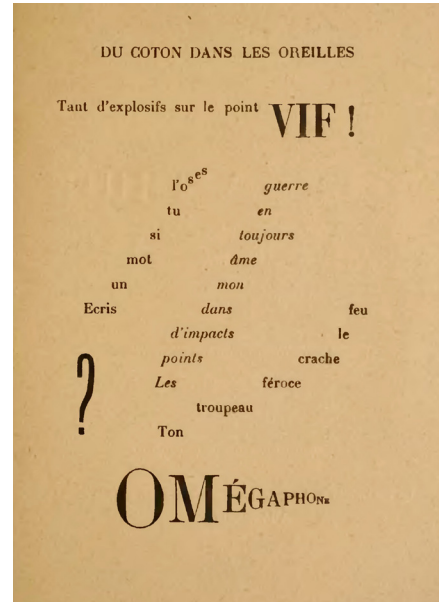 DU COTON DANS LES OREILLES
Tant d'explosifs sur le point VIF !
Ecris un mot si tu l'oses
?
Les points d'impacts dans mon âme toujours en guerre
Ton troupeau féroce crache le feu
OMÉGAPHONE